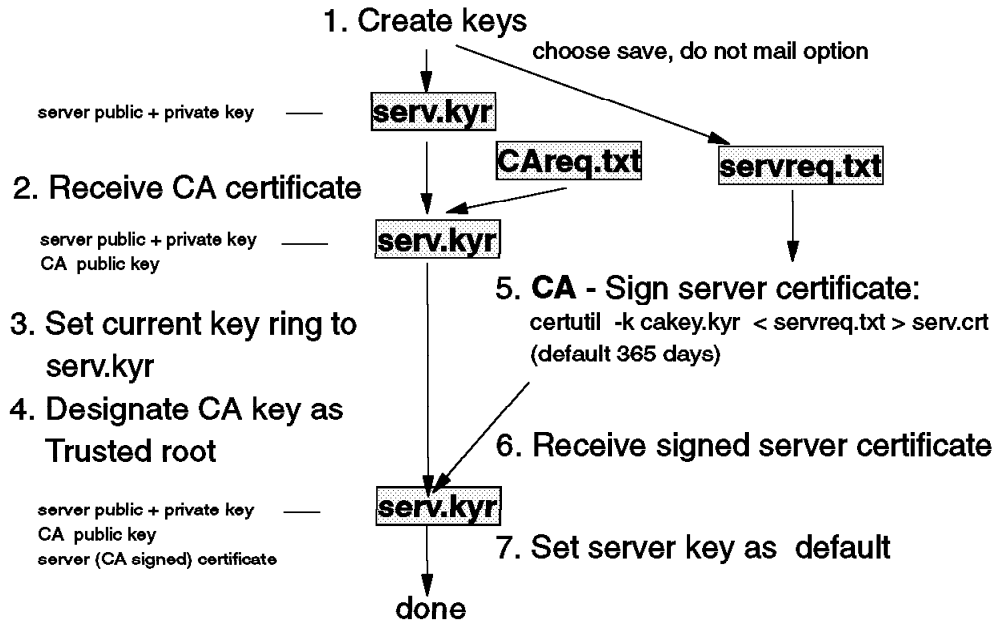 1. Create keys
choose save, do not mail option
server public + private key
serv.kyr
CAreq.txt
servreq.txt
2. Receive CA certificate
server public + private key
CA public key
serv.kyr
5. CA - Sign server certificate:
certutil -k cakey.kyr < servreq.txt > serv.crt
(default 365 days)
3. Set current key ring to
serv.kyr
4. Designate CA key as
Trusted root
6. Receive signed server certificate
server public + private key
CA public key
server (CA signed) certificate
serv.kyr
7. Set server key as default
done